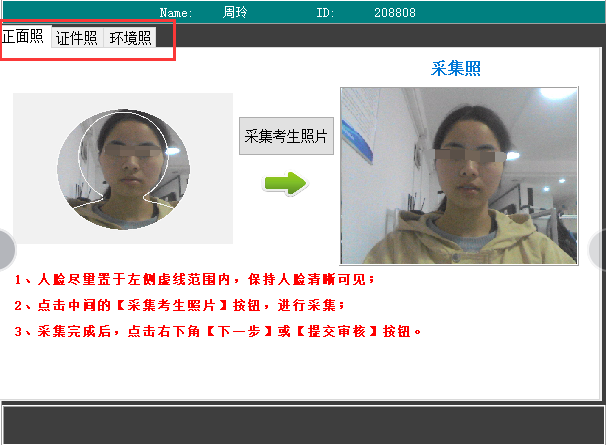 Name: 周玲 ID: 208808
正面照 证件照 环境照
采集照
采集考生照片
1、人脸尽量置于左侧虚线范围内，保持人脸清晰可见；
2、点击中间的【采集考生照片】按钮，进行采集；
3、采集完成后，点击右下角【下一步】或【提交审核】按钮。